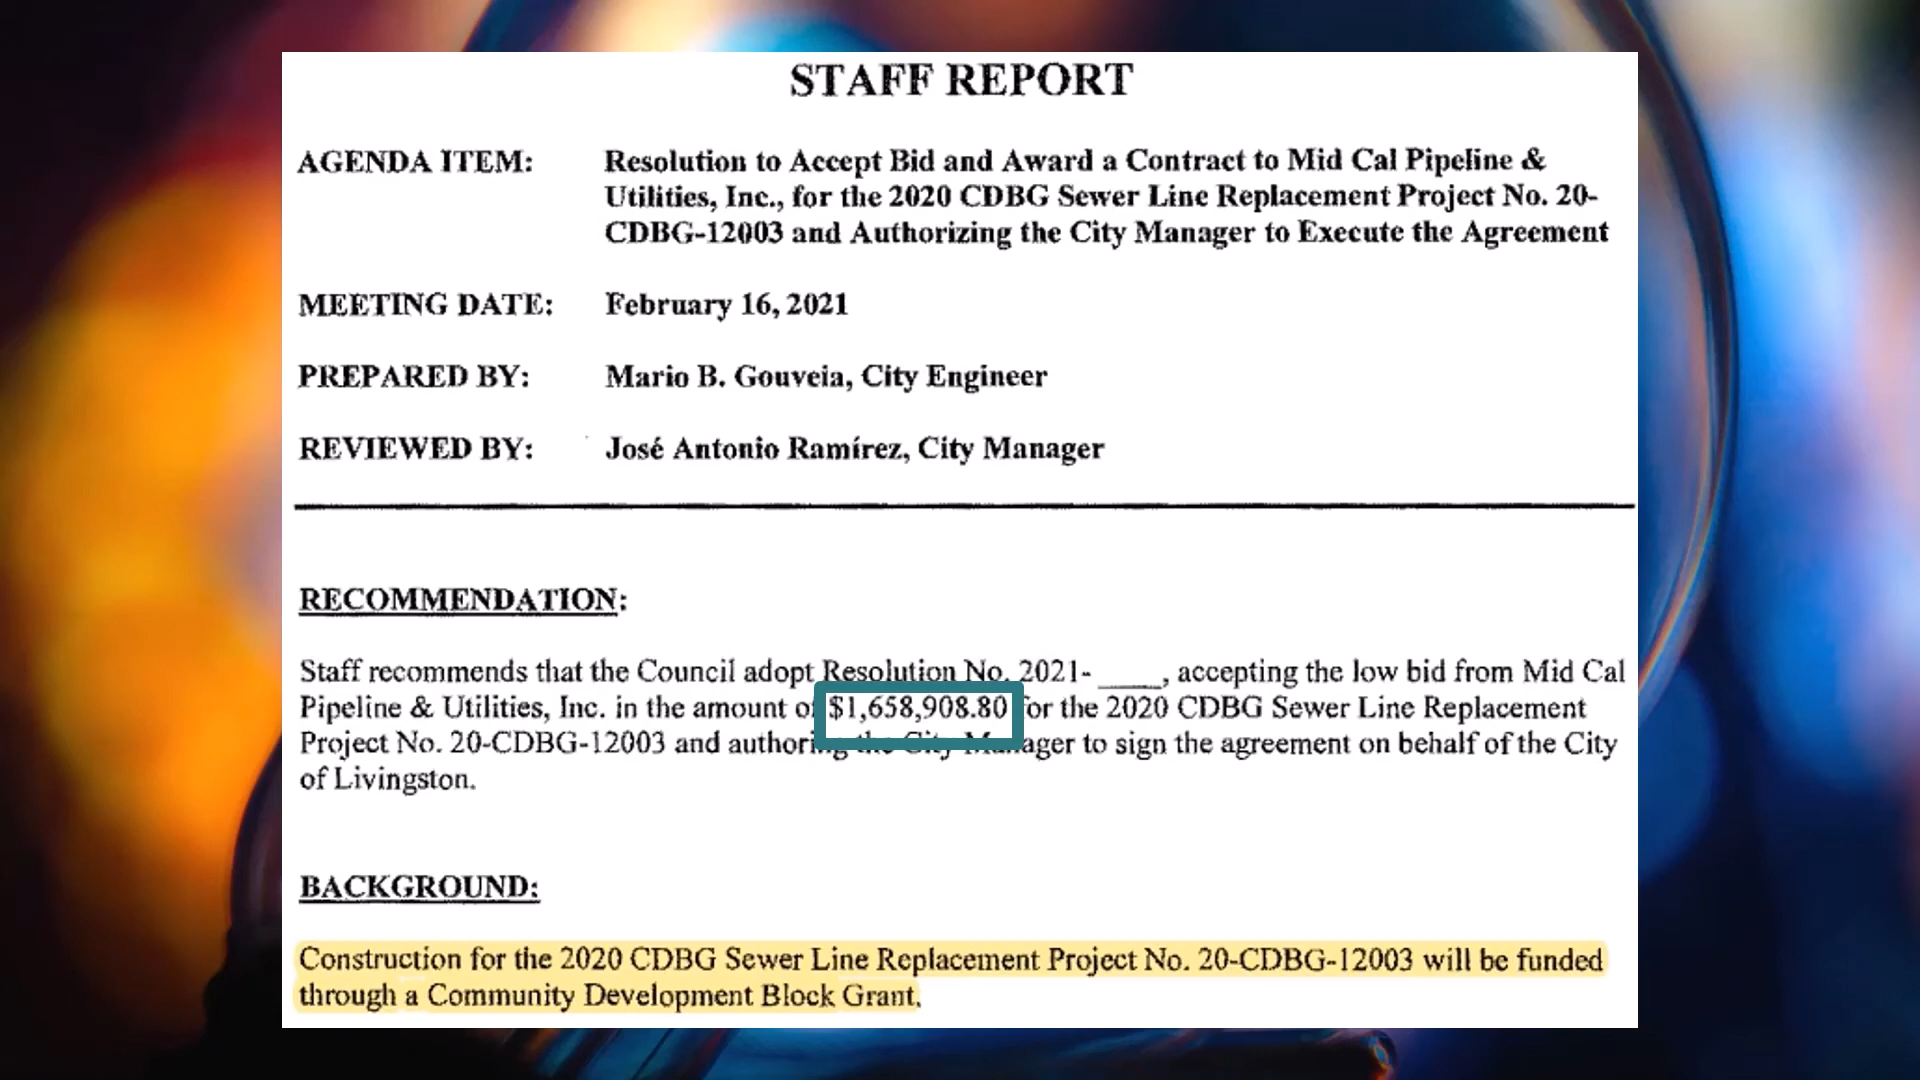 STAFF REPORT
AGENDA ITEM: Resolution to Accept Bid and Award a Contract to Mid Cal Pipeline &
Utilities, Inc., for the 2020 CDBG Sewer Line Replacement Project No. 20-
CDBG-12003 and Authorizing the City Manager to Execute the Agreement
MEETING DATE: February 16, 2021
PREPARED BY: Mario B. Gouveia, City Engineer
REVIEWED BY: José Antonio Ramírez, City Manager
RECOMMENDATION:
Staff recommends that the Council adopt Resolution No. 2021- ____, accepting the low bid from Mid Cal
Pipeline & Utilities, Inc. in the amount of $1,658,908.80 for the 2020 CDBG Sewer Line Replacement
Project No. 20-CDBG-12003 and authoring the City Manager to sign the agreement on behalf of the City
of Livingston.
BACKGROUND:
Construction for the 2020 CDBG Sewer Line Replacement Project No. 20-CDBG-12003 will be funded
through a Community Development Block Grant.